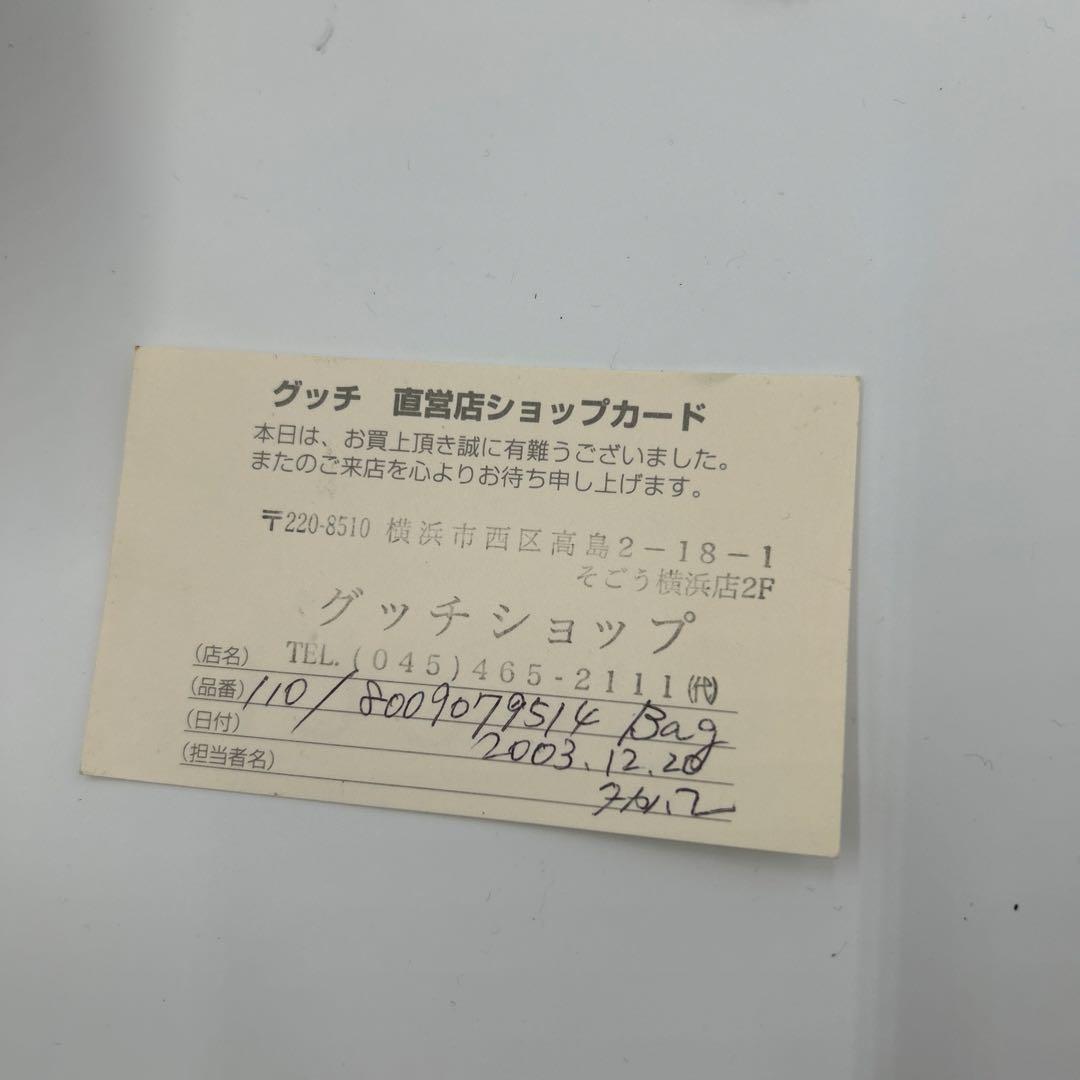 グッチ 直営店ショップカード
本日は、お買上頂き誠に有難うございました。
またのご来店を心よりお待ち申し上げます。
〒220-8510 横浜市西区高島2-18-1
そごう横浜店2F
グッチショップ
(店名) TEL.(045)465-2111(代)
(品番) 110/8009079514 Bag
(日付) 2003.12.20
(担当者名)